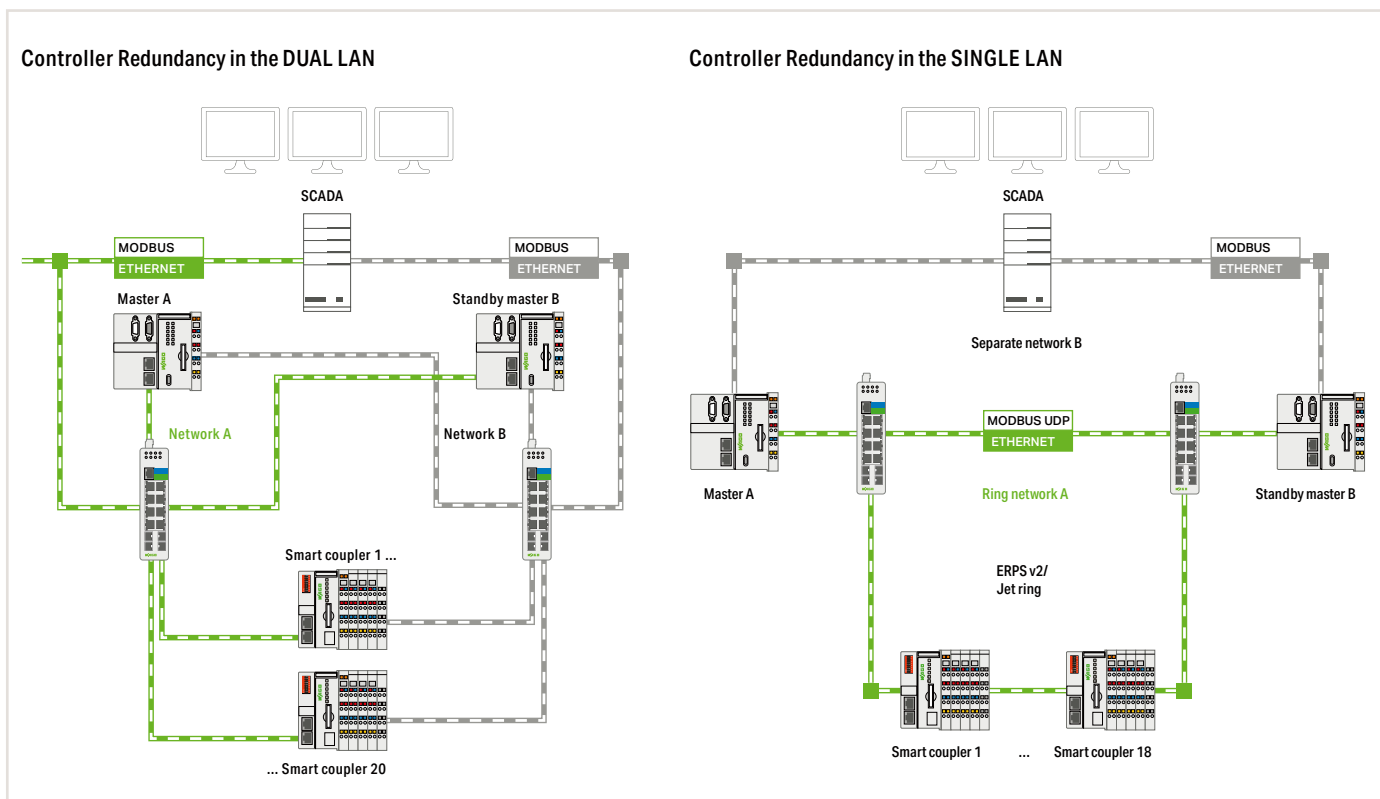 Controller Redundancy in the DUAL LAN
SCADA
MODBUS
ETHERNET
MODBUS
ETHERNET
Master A
Standby master B
Network A
Network B
Smart coupler 1 ...
... Smart coupler 20
Controller Redundancy in the SINGLE LAN
SCADA
MODBUS
ETHERNET
Separate network B
MODBUS UDP
ETHERNET
Master A
Ring network A
Standby master B
ERPS v2/
Jet ring
Smart coupler 1
...
Smart coupler 18